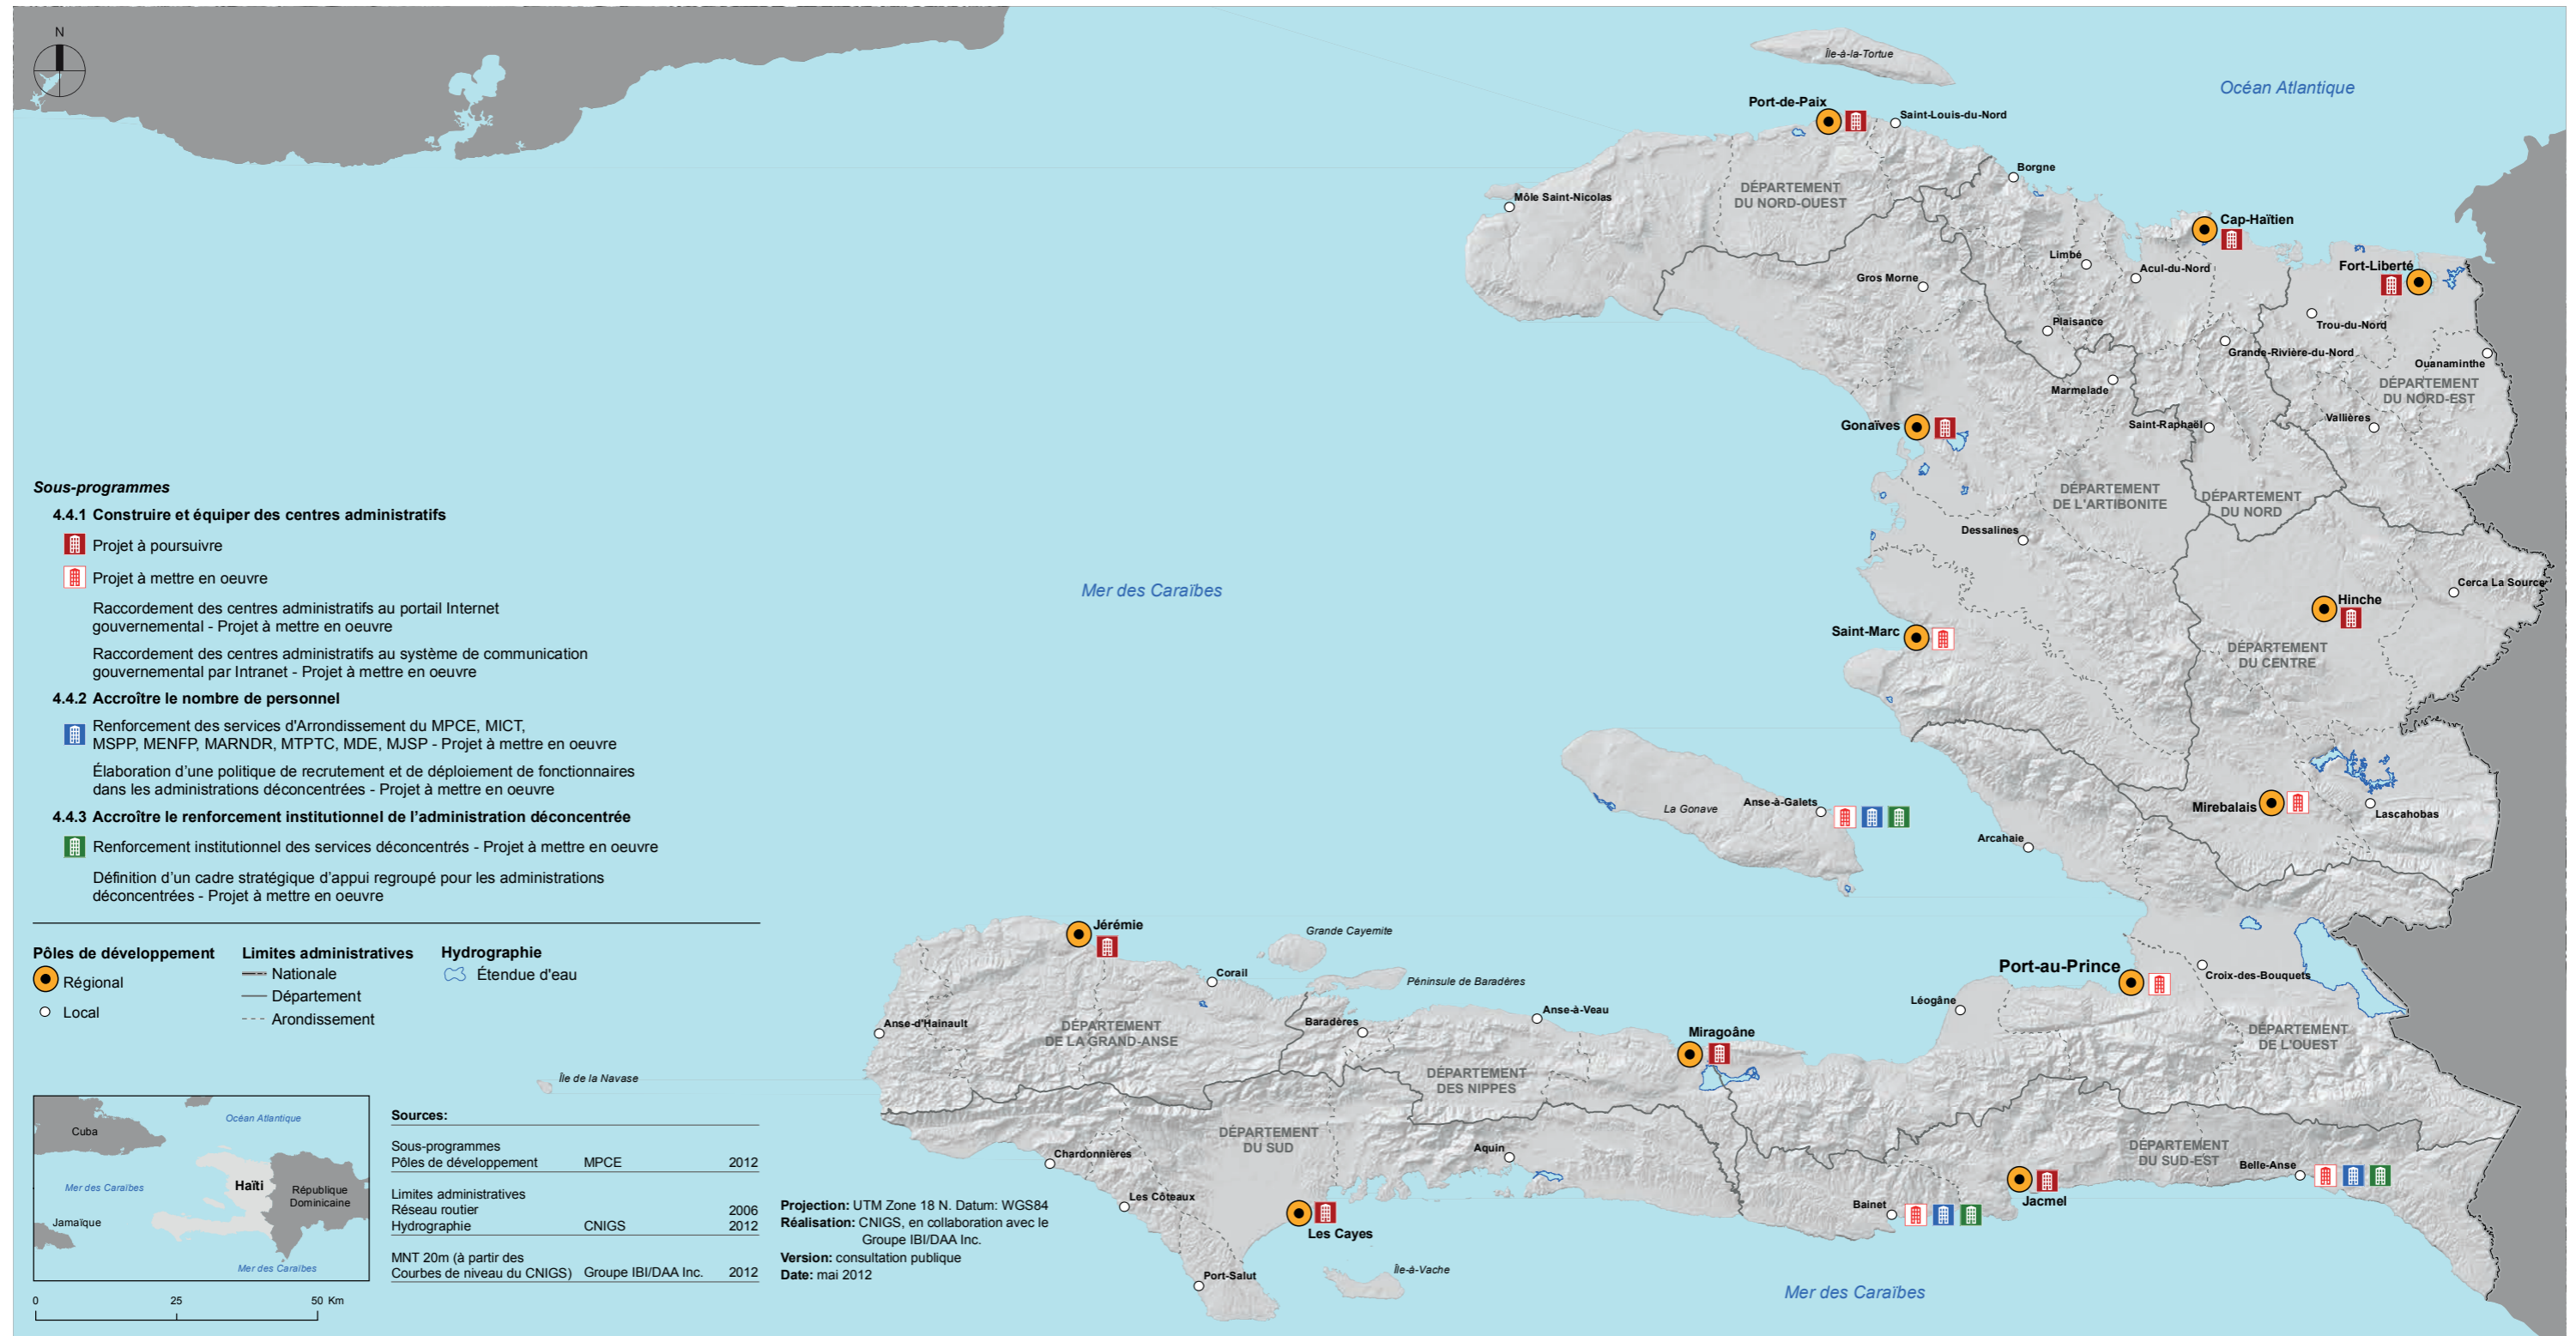 N
Océan Atlantique
Île-à-la-Tortue
Port-de-Paix
Saint-Louis-du-Nord
Borgne
Môle Saint-Nicolas
DÉPARTEMENT
DU NORD-OUEST
Cap-Haïtien
Limbé
Acul-du-Nord
Fort-Liberté
Gros Morne
Plaisance
Trou-du-Nord
Grande-Rivière-du-Nord
Ouanaminthe
Marmelade
DÉPARTEMENT
DU NORD-EST
Vallières
Gonaïves
Saint-Raphaël
DÉPARTEMENT
DE L'ARTIBONITE
DÉPARTEMENT
DU NORD
Dessalines
Cerca La Source
Hinche
Mer des Caraïbes
Saint-Marc
DÉPARTEMENT
DU CENTRE
La Gonave
Anse-à-Galets
Mirebalais
Lascahobas
Arcahaie
Sous-programmes
4.4.1 Construire et équiper des centres administratifs
Projet à poursuivre
Projet à mettre en oeuvre
Raccordement des centres administratifs au portail Internet
gouvernemental - Projet à mettre en oeuvre
Raccordement des centres administratifs au système de communication
gouvernemental par Intranet - Projet à mettre en oeuvre
4.4.2 Accroître le nombre de personnel
Renforcement des services d'Arrondissement du MPCE, MICT,
MSPP, MENFP, MARNDR, MTPTC, MDE, MJSP - Projet à mettre en oeuvre
Élaboration d'une politique de recrutement et de déploiement de fonctionnaires
dans les administrations déconcentrées - Projet à mettre en oeuvre
4.4.3 Accroître le renforcement institutionnel de l'administration déconcentrée
Renforcement institutionnel des services déconcentrés - Projet à mettre en oeuvre
Définition d'un cadre stratégique d'appui regroupé pour les administrations
déconcentrées - Projet à mettre en oeuvre
Pôles de développement
Régional
Local
Limites administratives
Nationale
Département
Arondissement
Hydrographie
Étendue d'eau
Jérémie
Grande Cayemite
Corail
Péninsule de Baradères
Anse-d'Hainault
DÉPARTEMENT
DE LA GRAND-ANSE
Baradères
Anse-à-Veau
Miragoâne
Léogâne
Port-au-Prince
Croix-des-Bouquets
DÉPARTEMENT
DE L'OUEST
Île de la Navase
DÉPARTEMENT
DES NIPPES
DÉPARTEMENT
DU SUD
Chardonnières
Aquin
DÉPARTEMENT
DU SUD-EST
Belle-Anse
Les Côteaux
Bainet
Jacmel
Les Cayes
Île-à-Vache
Port-Salut
Mer des Caraïbes
Océan Atlantique
Cuba
Mer des Caraïbes
Haïti
République
Dominicaine
Jamaïque
Mer des Caraïbes
0 25 50 Km
Sources:
Sous-programmes
Pôles de développement MPCE 2012
Limites administratives
Réseau routier 2006
Hydrographie CNIGS 2012
MNT 20m (à partir des
Courbes de niveau du CNIGS) Groupe IBI/DAA Inc. 2012
Projection: UTM Zone 18 N. Datum: WGS84
Réalisation: CNIGS, en collaboration avec le
Groupe IBI/DAA Inc.
Version: consultation publique
Date: mai 2012